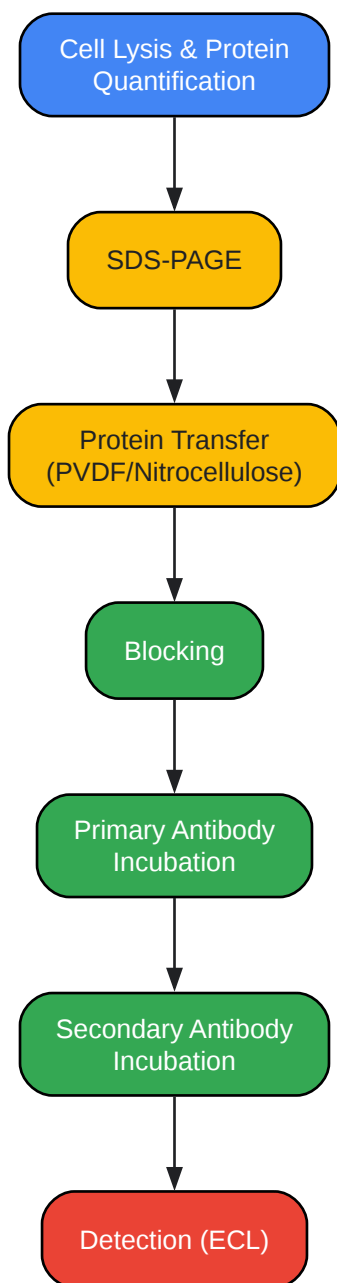 Cell Lysis & Protein
Quantification
SDS-PAGE
Protein Transfer
(PVDF/Nitrocellulose)
Blocking
Primary Antibody
Incubation
Secondary Antibody
Incubation
Detection (ECL)